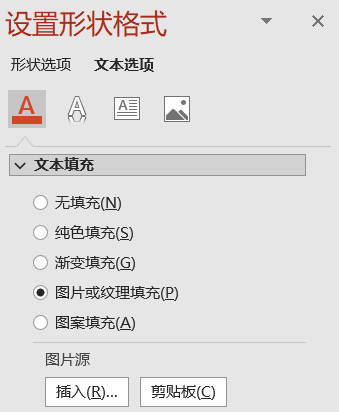 设置形状格式
形状选项 文本选项
A
文本填充
无填充(N)
纯色填充(S)
渐变填充(G)
图片或纹理填充(P)
图案填充(A)
图片源
插入(R)... 剪贴板(C)